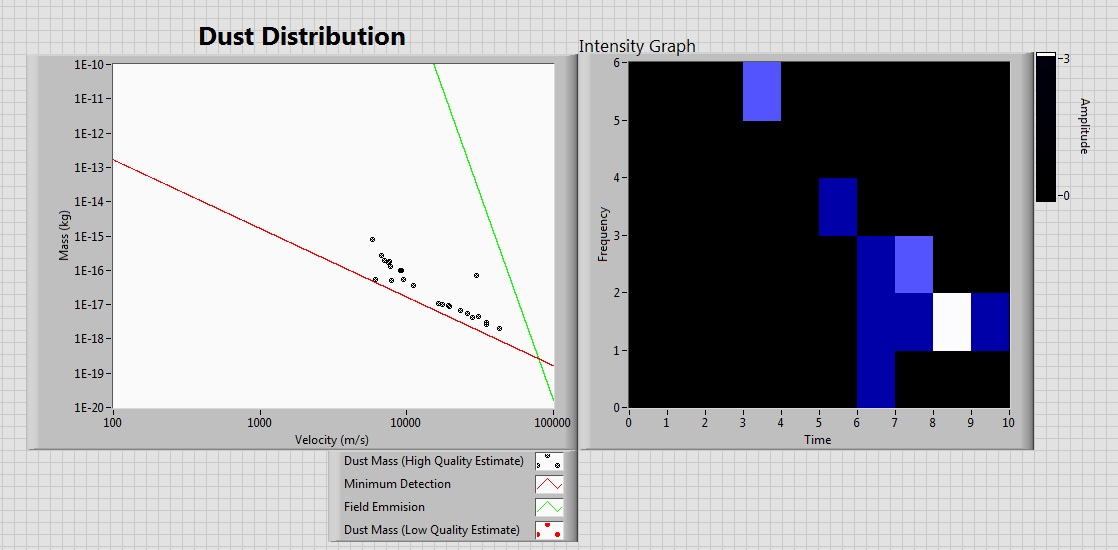 Dust Distribution
1E-10
1E-11
1E-12
1E-13
1E-14
1E-15
1E-16
1E-17
1E-18
1E-19
1E-20
Mass (kg)
100 1000 10000 100000
Velocity (m/s)
Dust Mass (High Quality Estimate)
Minimum Detection
Field Emmision
Dust Mass (Low Quality Estimate)
Intensity Graph
6
5
4
3
2
1
0
Frequency
0 1 2 3 4 5 6 7 8 9 10
Time
3
0
Amplitude